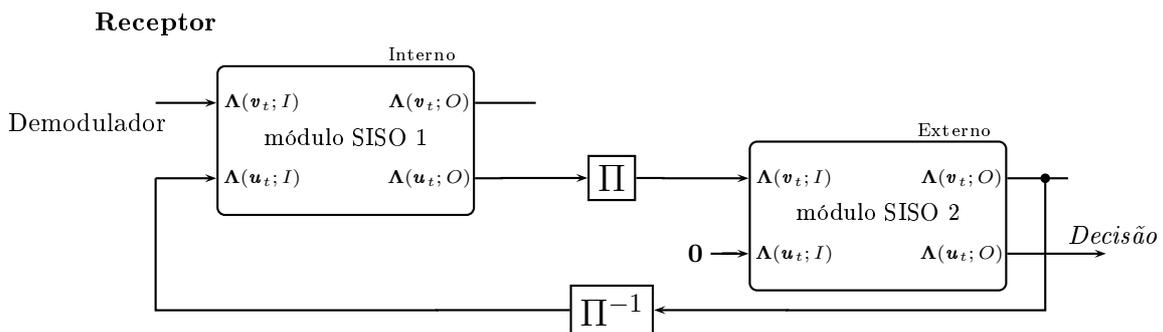 Receptor
Interno
Λ(v_t; I) Λ(v_t; O)
Demodulador
módulo SISO 1
Λ(u_t; I) Λ(u_t; O)
Π
Externo
Λ(v_t; I) Λ(v_t; O)
módulo SISO 2
Decisão
0 Λ(u_t; I) Λ(u_t; O)
Π⁻¹